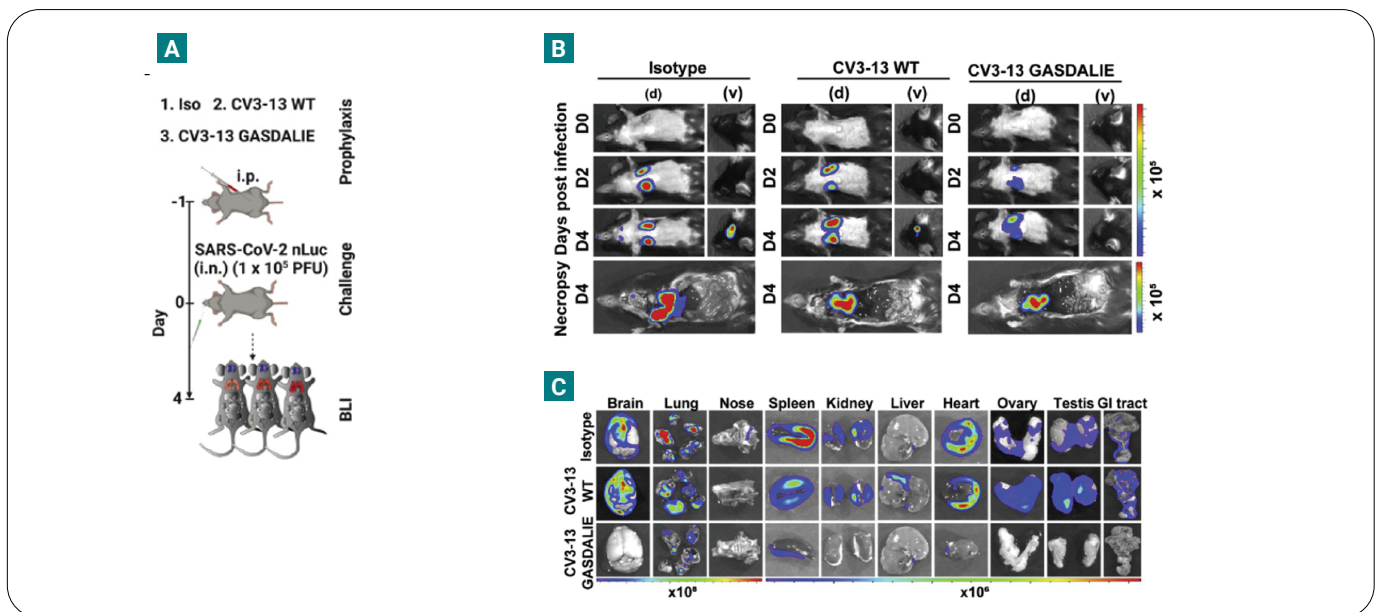 A
1. Iso 2. CV3-13 WT
3. CV3-13 GASDALIE
Prophylaxis
i.p.
-1
SARS-CoV-2 nLuc
(i.n.) (1 x 10⁵ PFU)
Challenge
0
Day
4
BLI
B
Isotype
CV3-13 WT
CV3-13 GASDALIE
(d) (v) (d) (v) (d) (v)
D0 D0 D0
D2 D2 D2
D4 D4 D4
Days post infection
x 10⁵
D4 D4 D4
Necropsy
x 10⁵
C
Brain Lung Nose Spleen Kidney Liver Heart Ovary Testis GI tract
Isotype
CV3-13
WT
CV3-13
GASDALIE
x10⁸ x10⁶